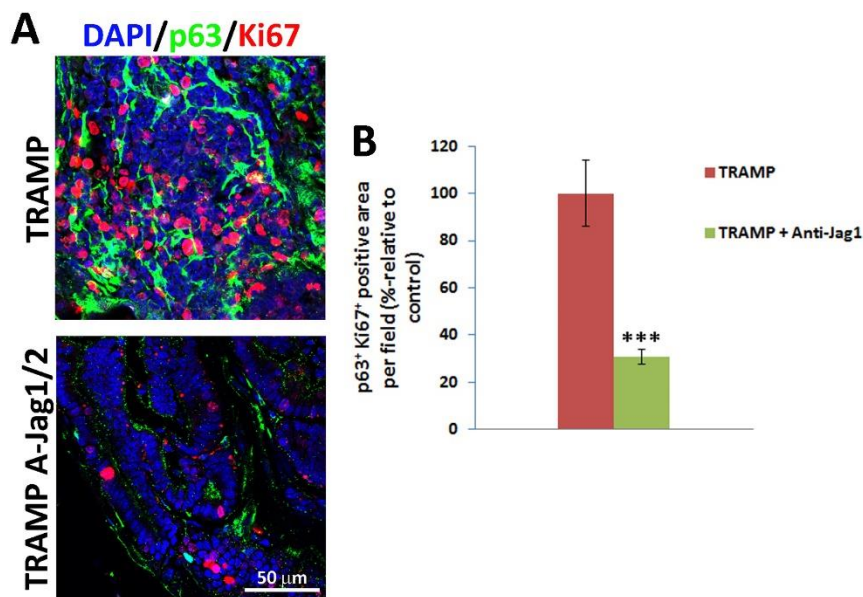 A
DAPI/p63/Ki67
TRAMP
TRAMP A-Jag1/2
50 µm
B
p63⁺ Ki67⁺ positive area
per field (%-relative to
control)
120
100
80
60
40
20
0
***
TRAMP
TRAMP + Anti-Jag1